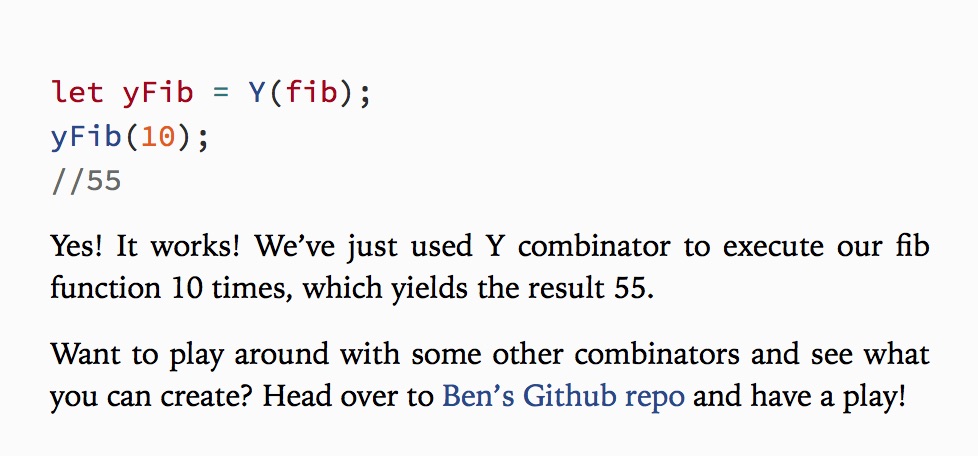 let yFib = Y(fib);
yFib(10);
//55
Yes! It works! We’ve just used Y combinator to execute our fib
function 10 times, which yields the result 55.
Want to play around with some other combinators and see what
you can create? Head over to Ben’s Github repo and have a play!